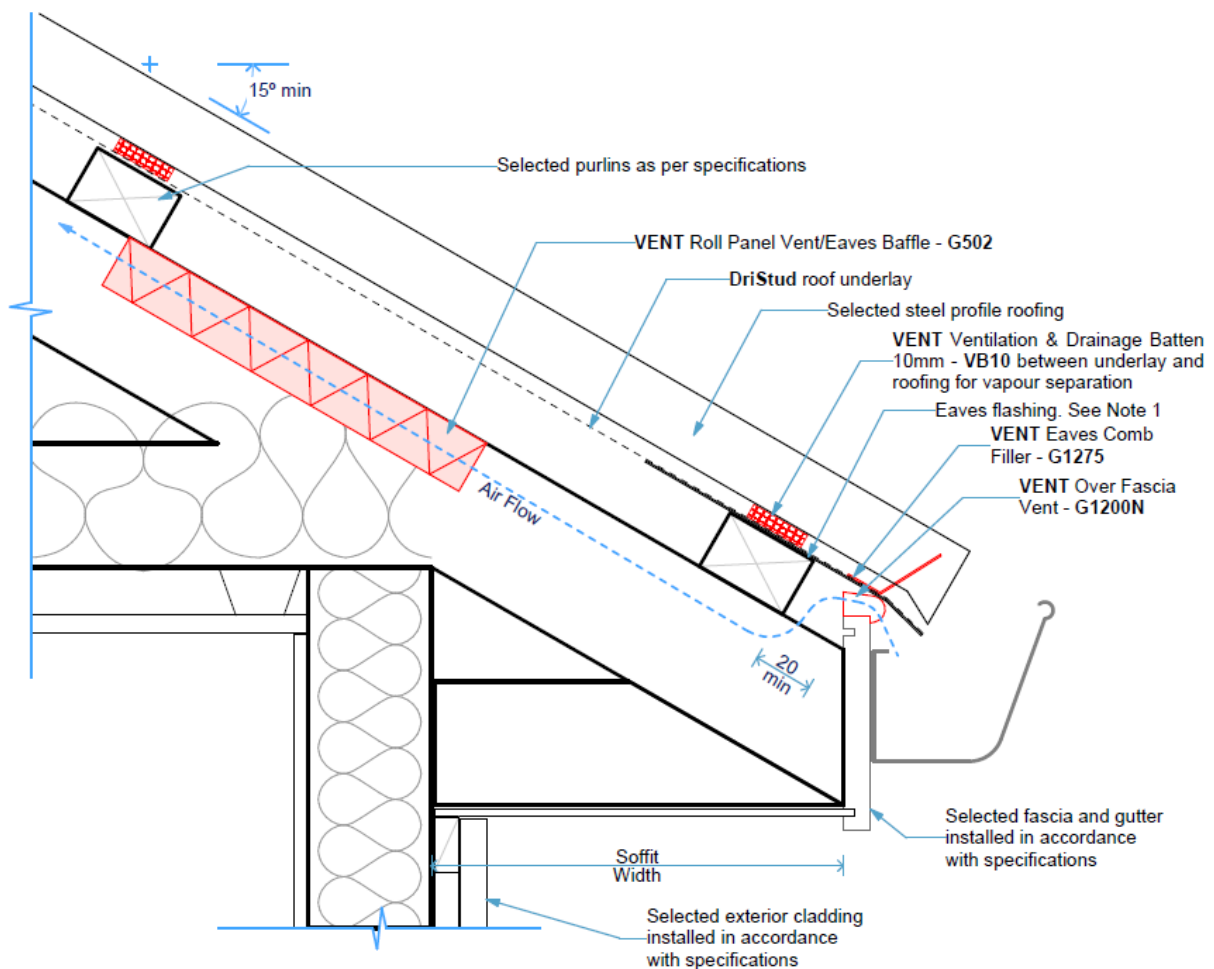 15º min
Selected purlins as per specifications
VENT Roll Panel Vent/Eaves Baffle - G502
DriStud roof underlay
Selected steel profile roofing
VENT Ventilation & Drainage Batten
10mm - VB10 between underlay and
roofing for vapour separation
Eaves flashing. See Note 1
VENT Eaves Comb
Filler - G1275
VENT Over Fascia
Vent - G1200N
Air Flow
20
min
Selected fascia and gutter
installed in accordance
with specifications
Soffit
Width
Selected exterior cladding
installed in accordance
with specifications